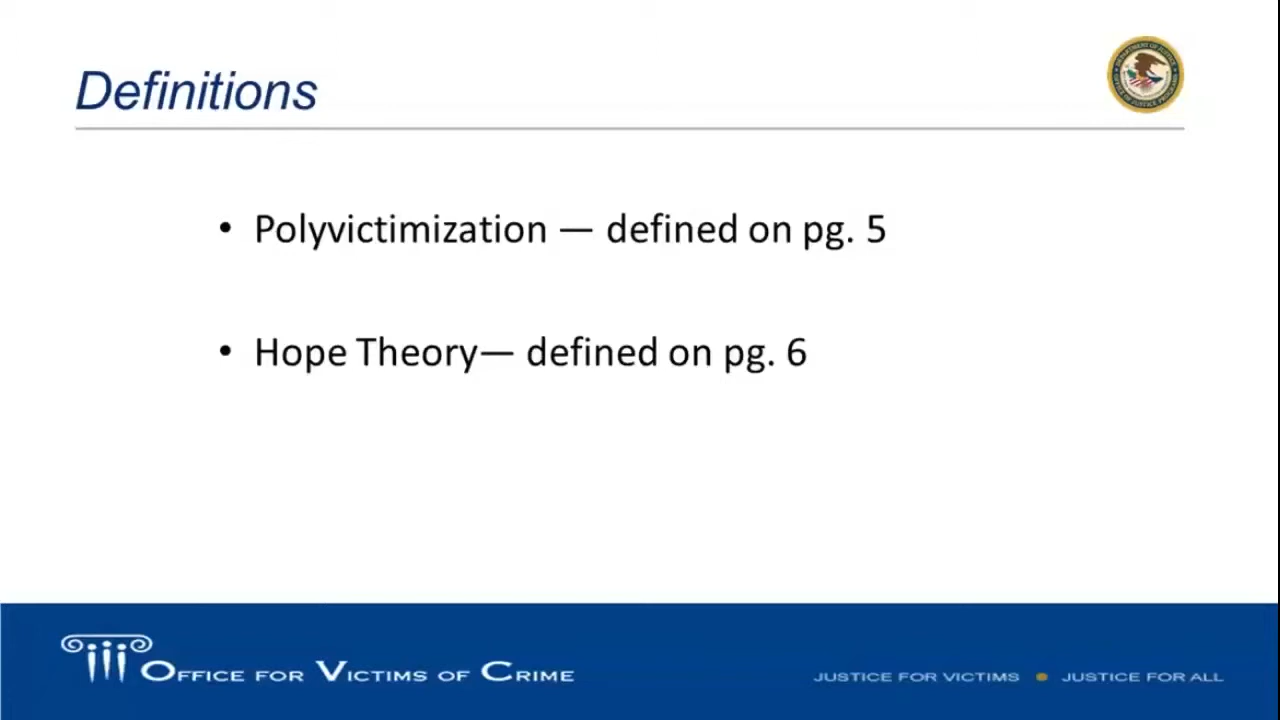 Definitions
• Polyvictimization — defined on pg. 5
• Hope Theory— defined on pg. 6
OFFICE FOR VICTIMS OF CRIME
JUSTICE FOR VICTIMS • JUSTICE FOR ALL